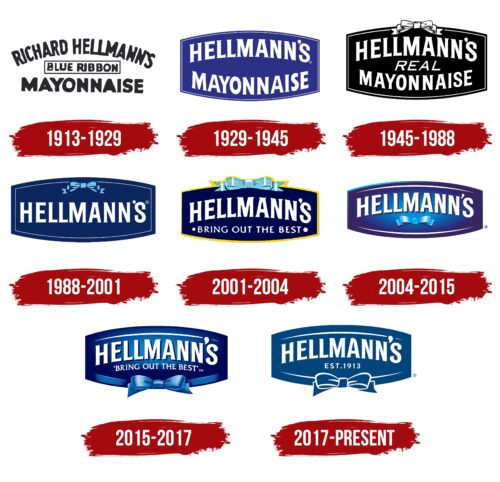 RICHARD HELLMANN'S
BLUE RIBBON
MAYONNAISE
1913-1929
HELLMANN'S
MAYONNAISE
1929-1945
HELLMANN'S
REAL
MAYONNAISE
1945-1988
HELLMANN'S®
1988-2001
HELLMANN'S
•BRING OUT THE BEST•
2001-2004
HELLMANN'S®
2004-2015
HELLMANN'S
"BRING OUT THE BEST"™
2015-2017
HELLMANN'S
EST.1913
®
2017-PRESENT